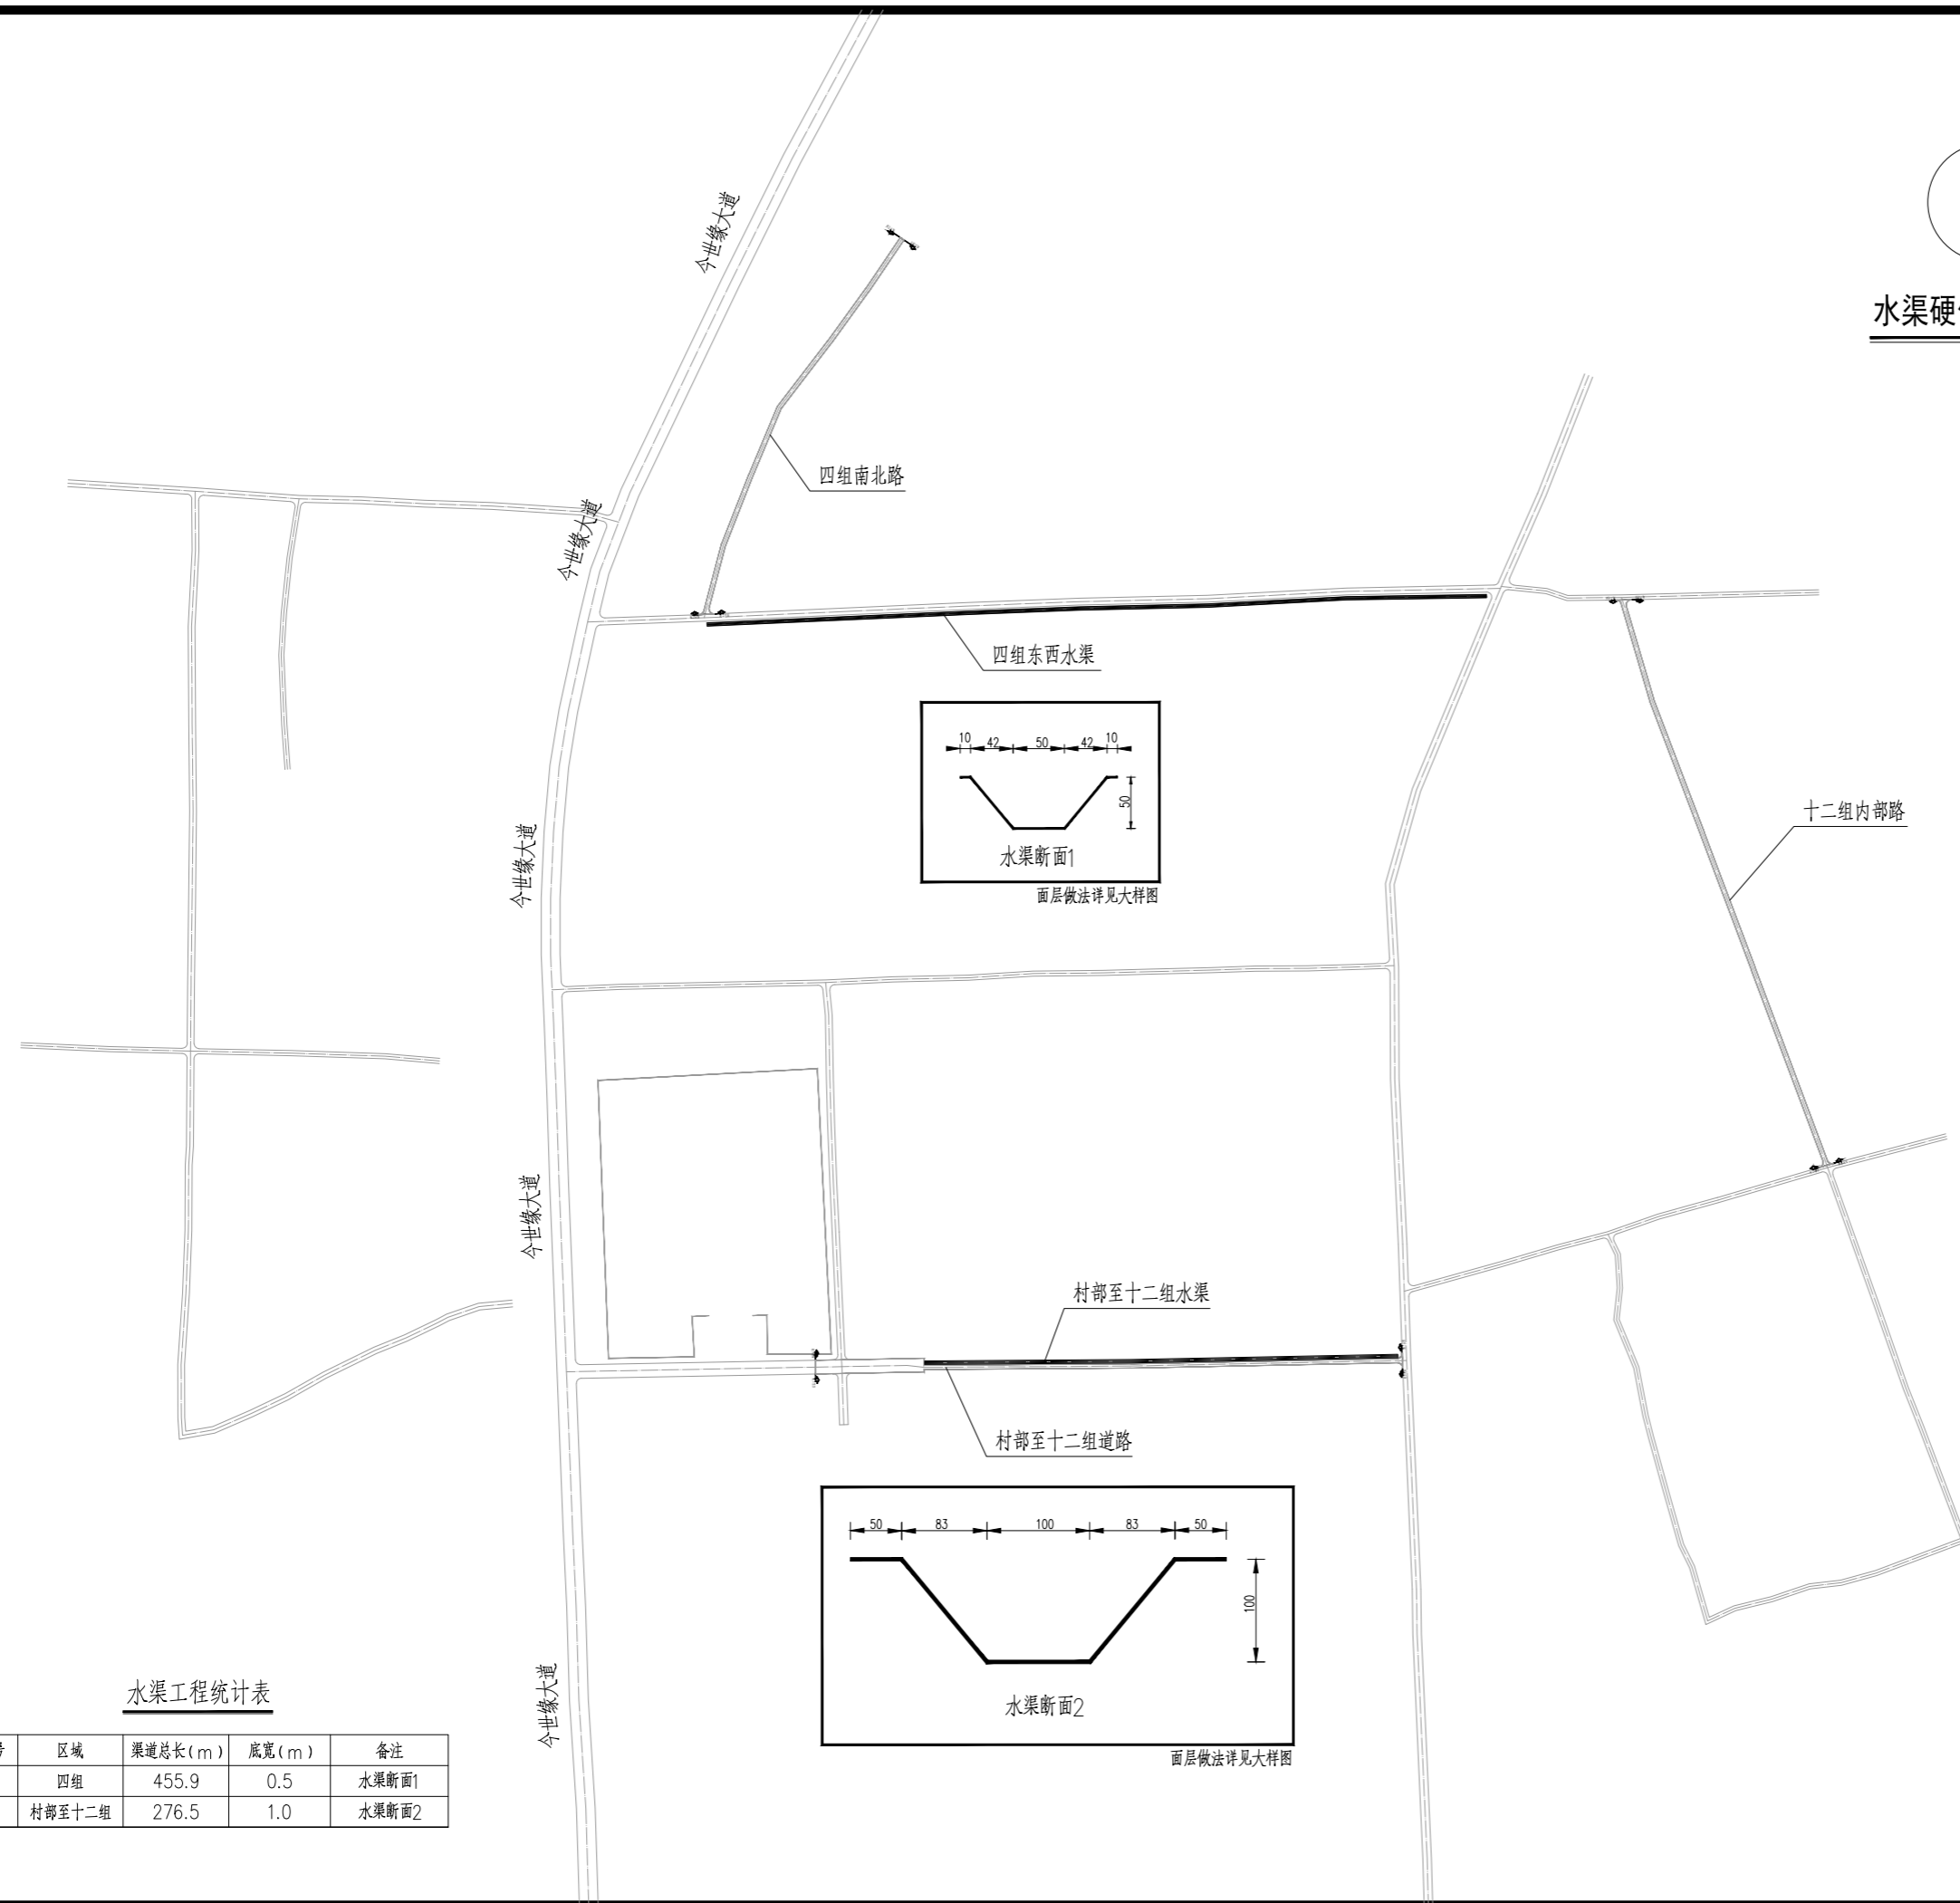 今世缘大道
水渠硬
四组南北路
今世缘大道
四组东西水渠
10 42 50 42 10
50
水渠断面1
面层做法详见大样图
十二组内部路
今世缘大道
今世缘大道
村部至十二组水渠
村部至十二组道路
50 83 100 83 50
100
水渠断面2
面层做法详见大样图
今世缘大道
水渠工程统计表
号 区域 渠道总长(m) 底宽(m) 备注
四组 455.9 0.5 水渠断面1
村部至十二组 276.5 1.0 水渠断面2